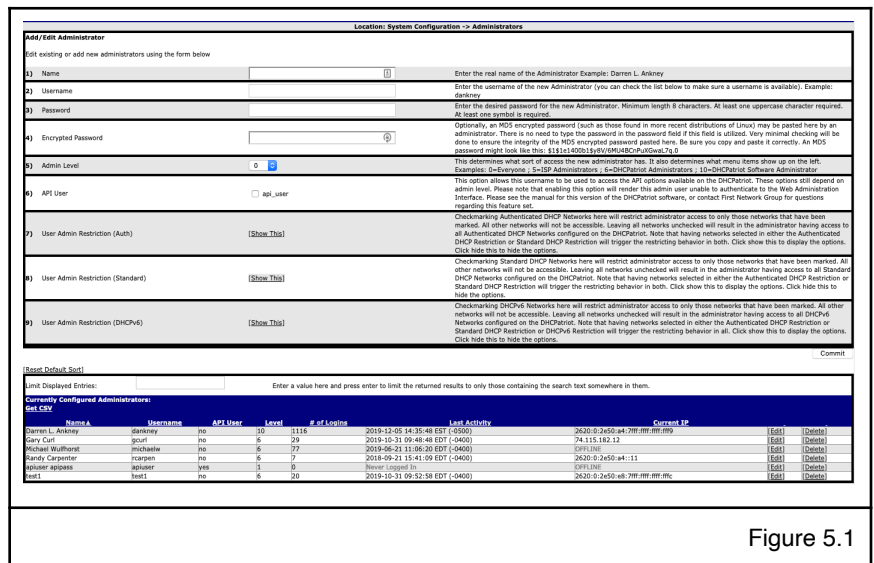 Location: System Configuration -> Administrators
Add/Edit Administrator
Edit existing or add new administrators using the form below
1) Name
Enter the real name of the Administrator Example: Darren L. Ankney
2) Username
Enter the username of the new Administrator (you can check the list below to make sure a username is available). Example:
dankney
3) Password
Enter the desired password for the new Administrator. Minimum length 8 characters. At least one uppercase character required.
At least one symbol is required.
4) Encrypted Password
Optionally, an MD5 encrypted password (such as those found in more recent distributions of Linux) may be pasted here by an
administrator. There is no need to type the password in the password field if this field is utilized. Very minimal checking will be
done to ensure the integrity of the MD5 encrypted password pasted here. Be sure you copy and paste it correctly. An MD5
password might look like this: $1$1e1400b1$y8V/6MU4BCnPuXGwaL7q.0
5) Admin Level 0
This determines what sort of access the new administrator has. It also determines what menu items show up on the left.
Examples: 0=Everyone ; 5=ISP Administrators ; 6=DHCPatriot Administrators ; 10=DHCPatriot Software Administrator
6) API User api_user
This option allows this username to be used to access the API options available on the DHCPatriot. These options still depend on
admin level. Please note that enabling this option will render this admin user unable to authenticate to the Web Administration
Interface. Please see the manual for this version of the DHCPatriot software, or contact First Network Group for questions
regarding this feature set.
7) User Admin Restriction (Auth) [Show This]
Checkmarking Authenticated DHCP Networks here will restrict administrator access to only those networks that have been
marked. All other networks will not be accessible. Leaving all networks unchecked will result in the administrator having access to
all Authenticated DHCP Networks configured on the DHCPatriot. Note that having networks selected in either the Authenticated
DHCP Restriction or Standard DHCP Restriction will trigger the restricting behavior in both. Click show this to display the options.
Click hide this to hide the options.
8) User Admin Restriction (Standard) [Show This]
Checkmarking Standard DHCP Networks here will restrict administrator access to only those networks that have been marked. All
other networks will not be accessible. Leaving all networks unchecked will result in the administrator having access to all Standard
DHCP Networks configured on the DHCPatriot. Note that having networks selected in either the Authenticated DHCP Restriction or
Standard DHCP Restriction will trigger the restricting behavior in both. Click show this to display the options. Click hide this to
hide the options.
9) User Admin Restriction (DHCPv6) [Show This]
Checkmarking DHCPv6 Networks here will restrict administrator access to only those networks that have been marked. All other
networks will not be accessible. Leaving all networks unchecked will result in the administrator having access to all DHCPv6
Networks configured on the DHCPatriot. Note that having networks selected in either the Authenticated DHCP Restriction or
Standard DHCP Restriction or DHCPv6 Restriction will trigger the restricting behavior in all. Click show this to display the options.
Click hide this to hide the options.
Commit
[Reset Default Sort]
Limit Displayed Entries: Enter a value here and press enter to limit the returned results to only those containing the search text somewhere in them.
Currently Configured Administrators:
Get CSV
Name▲ Username API User Level # of Logins Last Activity Current IP
Darren L. Ankney dankney no 10 1116 2019-12-05 14:35:48 EST (-0500) 2620:0:2e50:a4:7fff:ffff:ffff:fff9 [Edit] [Delete]
Gary Curl gcurl no 6 29 2019-10-31 09:48:48 EDT (-0400) 74.115.182.12 [Edit] [Delete]
Michael Wulfhorst michaelw no 6 77 2019-06-21 11:06:20 EDT (-0400) OFFLINE [Edit] [Delete]
Randy Carpenter rcarpen no 6 7 2018-09-21 15:41:09 EDT (-0400) 2620:0:2e50:a4::11 [Edit] [Delete]
apiuser apipass apiuser yes 1 0 Never Logged In OFFLINE [Edit] [Delete]
test1 test1 no 6 20 2019-10-31 09:52:58 EDT (-0400) 2620:0:2e50:e8:7fff:ffff:ffff:fffc [Edit] [Delete]
Figure 5.1